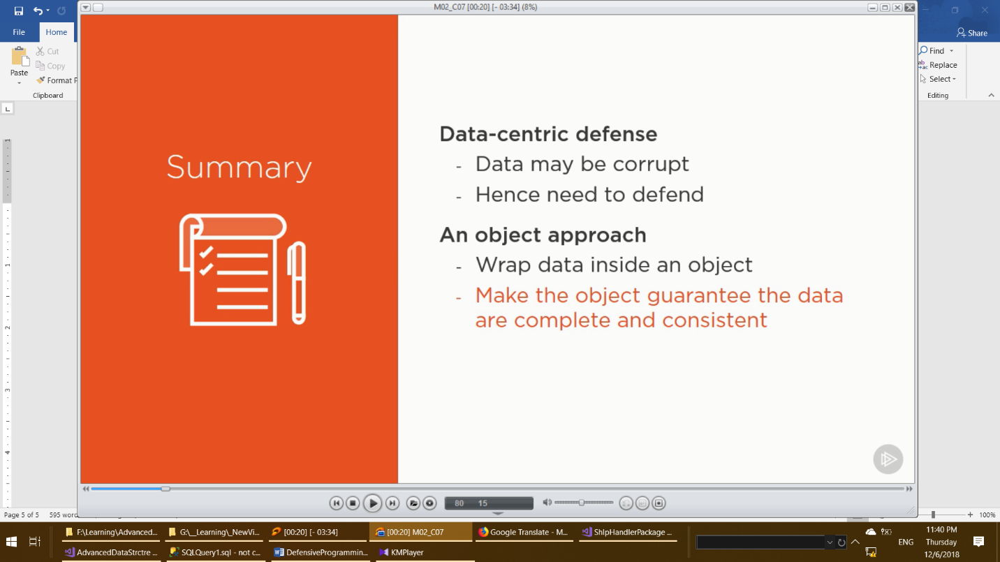 M02_C07 [00:20] [- 03:34] (8%)
File
Home
Share
Paste
Cut
Copy
Format P
Clipboard
Find
Replace
Select
Editing
Summary
Data-centric defense
- Data may be corrupt
- Hence need to defend
An object approach
- Wrap data inside an object
- Make the object guarantee the data
are complete and consistent
80 15
Page 5 of 5 595 word
100%
F:\Learning\Advanced...
G:\__Learning\_NewVi...
[00:20] [- 03:34]
[00:20] M02_C07
Google Translate - M...
ShIpHandlerPackage ...
AdvancedDataStrctre ...
SQLQuery1.sql - not c...
DefensiveProgrammin...
KMPlayer
ENG
11:40 PM
Thursday
12/6/2018